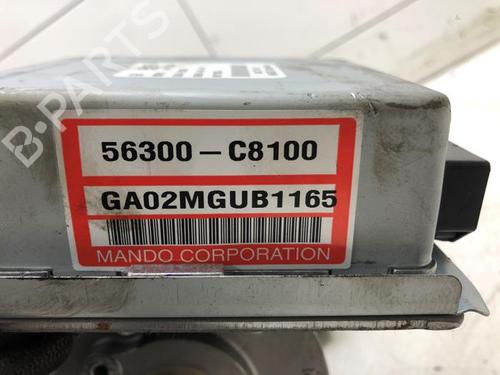 56300-C8100
GA02MGUB1165
MANDO CORPORATION
B-PARTS